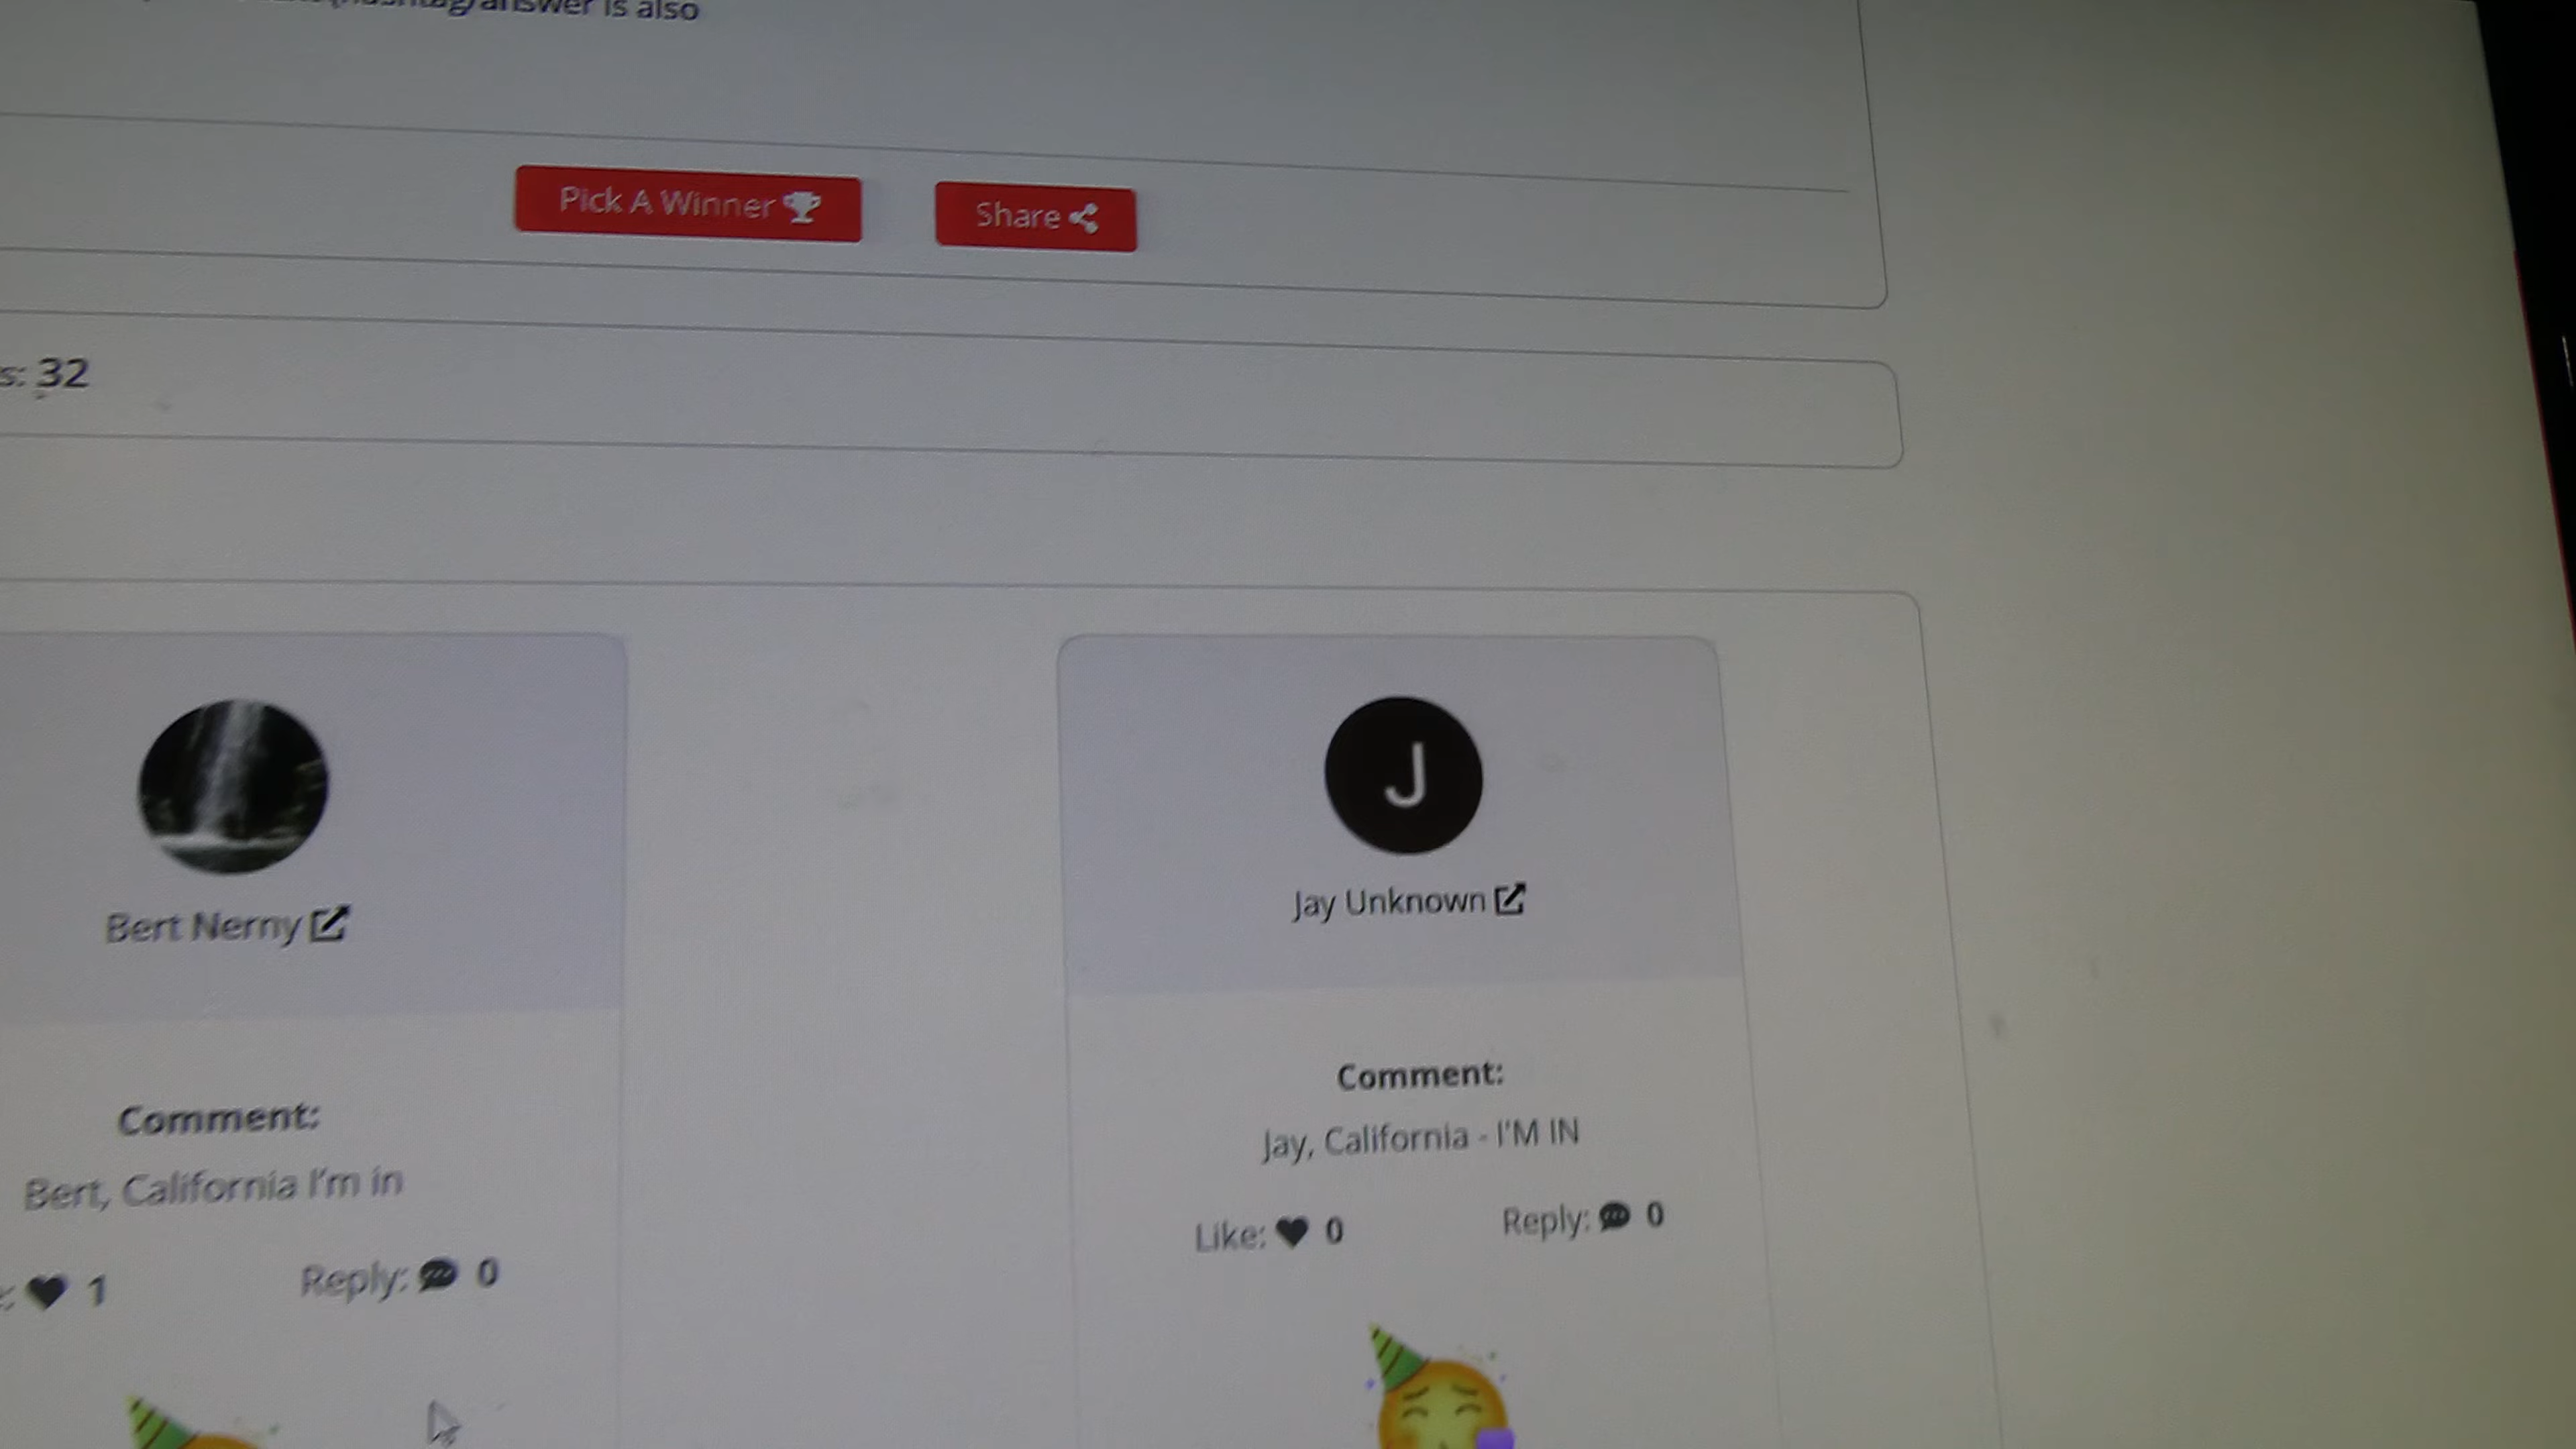 answer is also
Pick A Winner
Share
s: 32
Bert Nerny
Comment:
Bert, California I'm in
1
Reply: 0
J
Jay Unknown
Comment:
Jay, California - I'M IN
Like: 0
Reply: 0